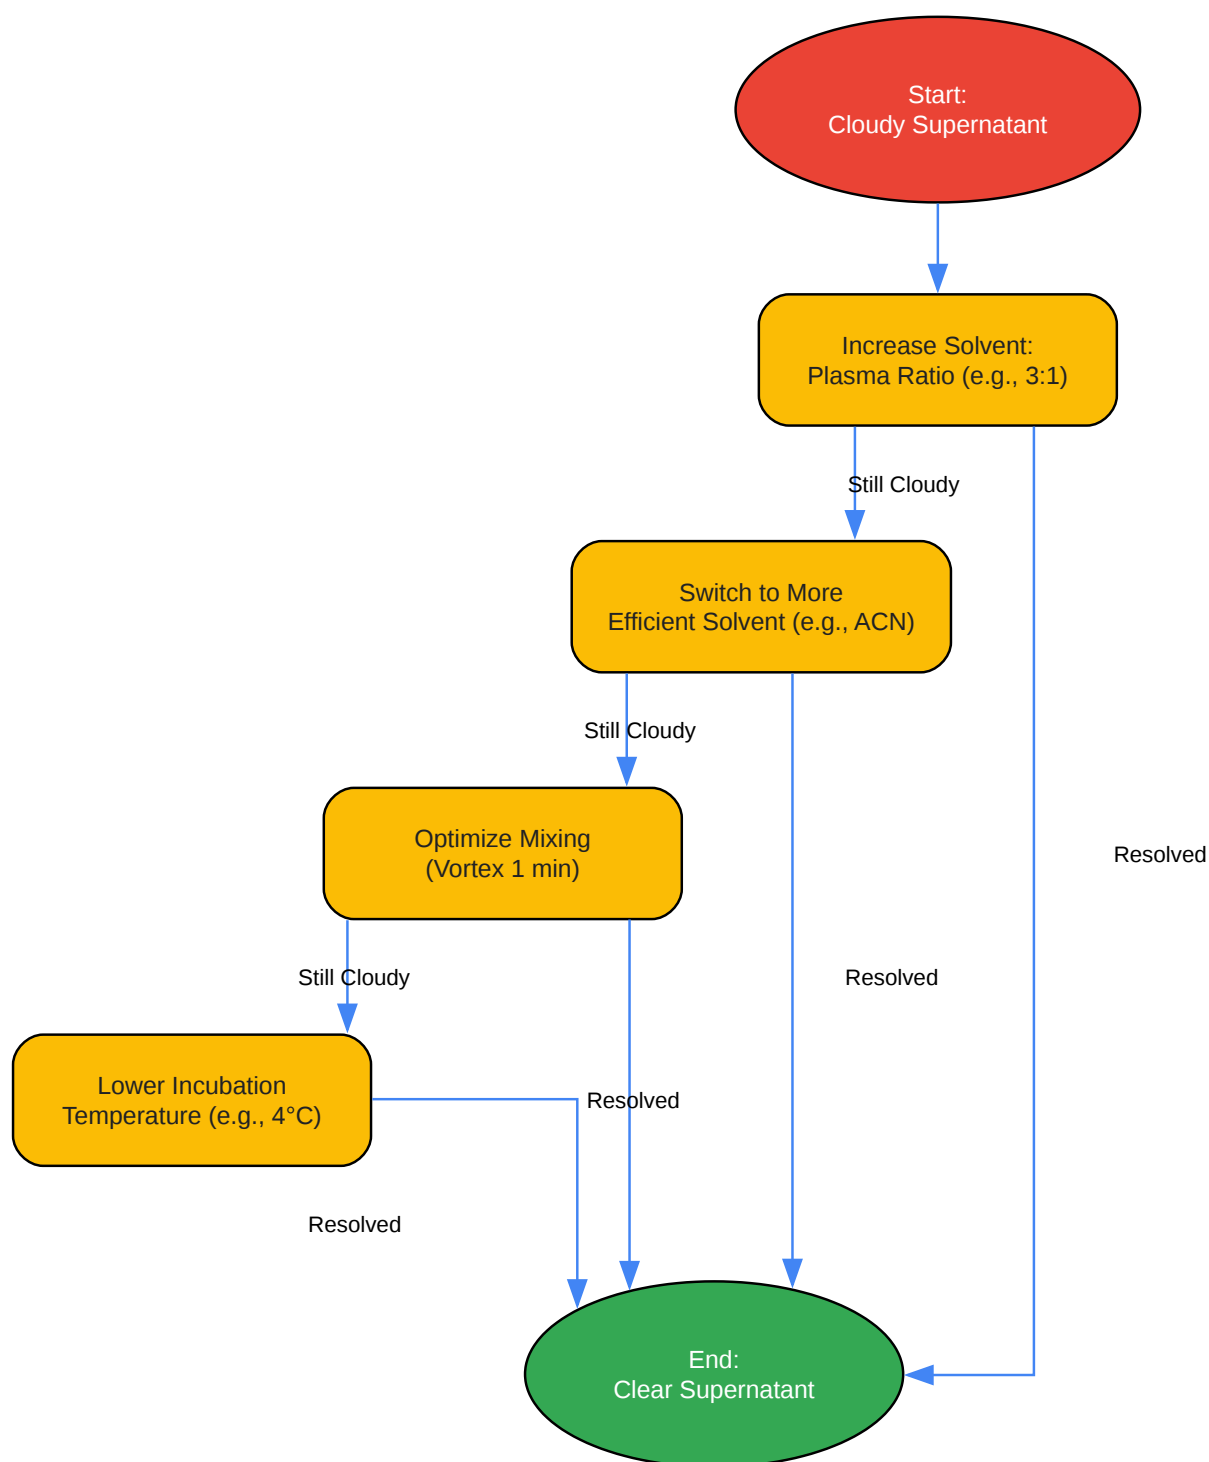 Start:
Cloudy Supernatant
Increase Solvent:
Plasma Ratio (e.g., 3:1)
Still Cloudy
Switch to More
Efficient Solvent (e.g., ACN)
Still Cloudy
Optimize Mixing
(Vortex 1 min)
Resolved
Still Cloudy
Resolved
Lower Incubation
Temperature (e.g., 4°C)
Resolved
Resolved
End:
Clear Supernatant